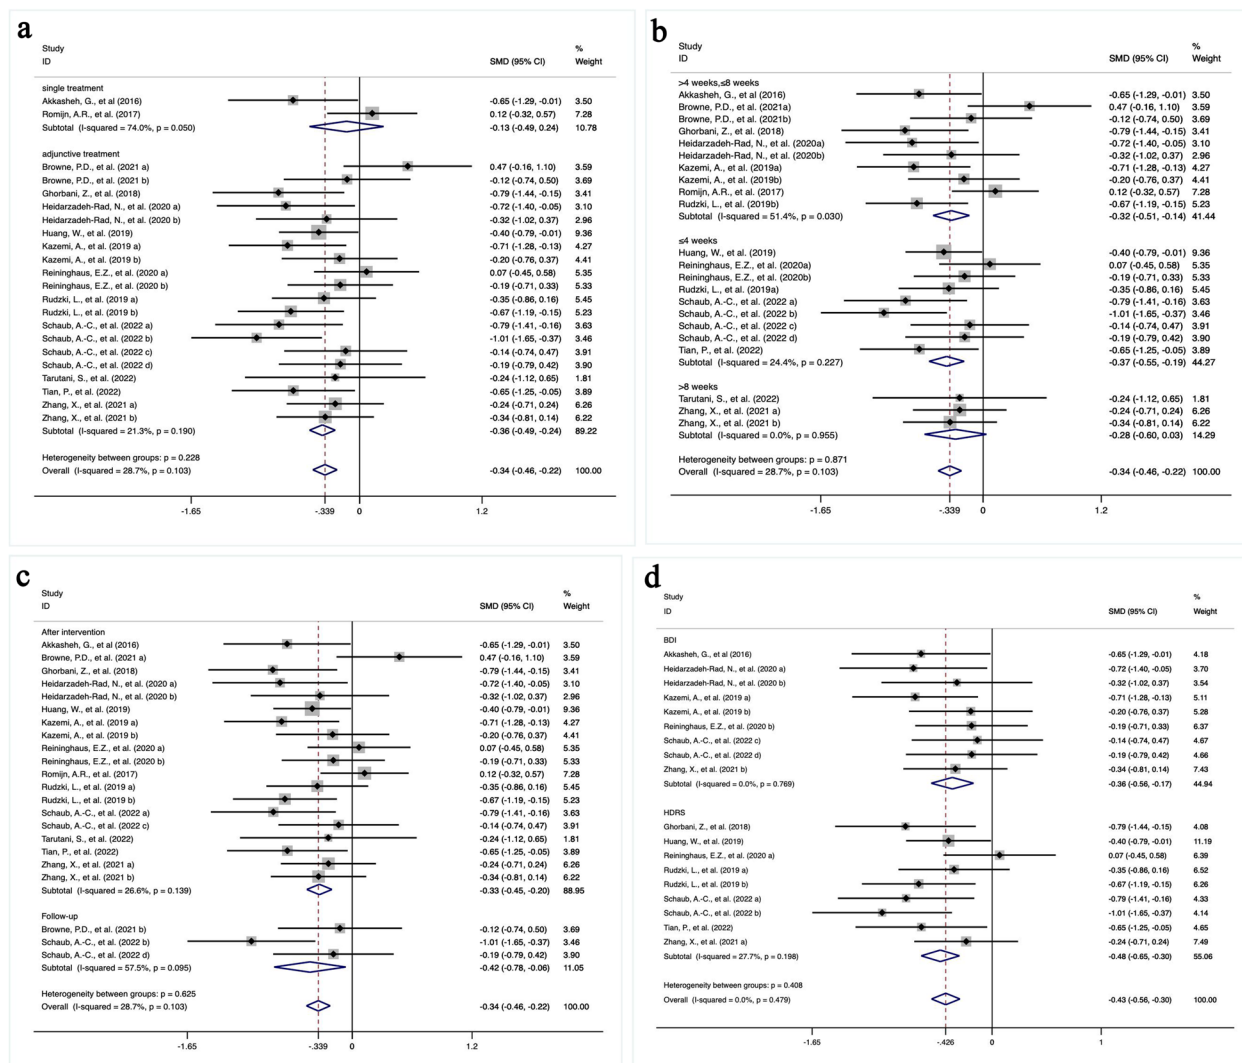 a
Study
%
ID
SMD (95% CI)
Weight
single treatment
Akkasheh, G., et al (2016) -0.65 (-1.29, -0.01) 3.50
Romijn, A.R. (2017) 0.12 (-0.32, 0.57) 7.28
Subtotal (I-squared = 74.0%, p = 0.050) -0.13 (-0.49, 0.24) 10.78
adjunctive treatment
Browne, P.D., et al. (2021 a) 0.47 (-0.16, 1.10) 3.59
Browne, P.D., et al. (2021 b) -0.12 (-0.74, 0.50) 3.69
Ghorbani, Z. (2018) -0.79 (-1.44, -0.15) 3.41
Heidarzadeh-Rad, N., et al. (2020 a) -0.72 (-1.40, -0.05) 3.10
Heidarzadeh-Rad, N., et al. (2020 b) -0.32 (-1.02, 0.37) 2.96
Huang, W., et al. (2019) -0.40 (-0.79, -0.01) 9.36
Kazemi, A., et al. (2019 a) -0.71 (-1.28, -0.13) 4.27
Kazemi, A., et al. (2019 b) -0.20 (-0.76, 0.37) 4.41
Reininghaus, E.Z., et al. (2020 a) 0.07 (-0.45, 0.58) 5.35
Reininghaus, E.Z., et al. (2020 b) -0.19 (-0.71, 0.33) 5.33
Rudzki, L., et al. (2019 a) -0.35 (-0.86, 0.16) 5.45
Rudzki, L., et al. (2019 b) -0.67 (-1.19, -0.15) 5.23
Schaub, A.-C., et al. (2022 a) -0.79 (-1.41, -0.16) 3.63
Schaub, A.-C., et al. (2022 b) -1.01 (-1.65, -0.37) 3.46
Schaub, A.-C., et al. (2022 c) -0.14 (-0.74, 0.47) 3.91
Schaub, A.-C., et al. (2022 d) -0.19 (-0.79, 0.42) 3.90
Tarutani, S., et al. (2022) -0.24 (-1.12, 0.65) 1.81
Tian, P., et al. (2022) -0.65 (-1.25, -0.05) 3.89
Zhang, X., et al. (2021 a) -0.24 (-0.71, 0.24) 6.26
Zhang, X., et al. (2021 b) -0.34 (-0.81, 0.14) 6.22
Subtotal (I-squared = 21.3%, p = 0.190) -0.36 (-0.49, -0.24) 89.22
Heterogeneity between groups: p = 0.228
Overall (I-squared = 28.7%, p = 0.103) -0.34 (-0.46, -0.22) 100.00
-1.65 -.339 0 1.2
b
Study
%
ID
SMD (95% CI)
Weight
>4 weeks,≤8 weeks
Akkasheh, G., et al (2016) -0.65 (-1.29, -0.01) 3.50
Browne, P.D., et al. (2021a) 0.47 (-0.16, 1.10) 3.59
Browne, P.D., et al. (2021b) -0.12 (-0.74, 0.50) 3.69
Ghorbani, Z. (2018) -0.79 (-1.44, -0.15) 3.41
Heidarzadeh-Rad, N., et al. (2020a) -0.72 (-1.40, -0.05) 3.10
Heidarzadeh-Rad, N., et al. (2020b) -0.32 (-1.02, 0.37) 2.96
Kazemi, A., et al. (2019a) -0.71 (-1.28, -0.13) 4.27
Kazemi, A., et al. (2019b) -0.20 (-0.76, 0.37) 4.41
Romijn, A.R. (2017) 0.12 (-0.32, 0.57) 7.28
Rudzki, L., et al. (2019b) -0.67 (-1.19, -0.15) 5.23
Subtotal (I-squared = 51.4%, p = 0.030) -0.32 (-0.51, -0.14) 41.44
≤4 weeks
Huang, W., et al. (2019) -0.40 (-0.79, -0.01) 9.36
Reininghaus, E.Z., et al. (2020a) 0.07 (-0.45, 0.58) 5.35
Reininghaus, E.Z., et al. (2020b) -0.19 (-0.71, 0.33) 5.33
Rudzki, L., et al. (2019a) -0.35 (-0.86, 0.16) 5.45
Schaub, A.-C., et al. (2022 a) -0.79 (-1.41, -0.16) 3.63
Schaub, A.-C., et al. (2022 b) -1.01 (-1.65, -0.37) 3.46
Schaub, A.-C., et al. (2022 c) -0.14 (-0.74, 0.47) 3.91
Schaub, A.-C., et al. (2022 d) -0.19 (-0.79, 0.42) 3.90
Tian, P., et al. (2022) -0.65 (-1.25, -0.05) 3.89
Subtotal (I-squared = 24.4%, p = 0.227) -0.37 (-0.55, -0.19) 44.27
>8 weeks
Tarutani, S., et al. (2022) -0.24 (-1.12, 0.65) 1.81
Zhang, X., et al. (2021 a) -0.24 (-0.71, 0.24) 6.26
Zhang, X., et al. (2021 b) -0.34 (-0.81, 0.14) 6.22
Subtotal (I-squared = 0.0%, p = 0.955) -0.28 (-0.60, 0.03) 14.29
Heterogeneity between groups: p = 0.871
Overall (I-squared = 28.7%, p = 0.103) -0.34 (-0.46, -0.22) 100.00
-1.65 -.339 0 1.2
c
Study
%
ID
SMD (95% CI)
Weight
After intervention
Akkasheh, G., et al (2016) -0.65 (-1.29, -0.01) 3.50
Browne, P.D., et al. (2021 a) 0.47 (-0.16, 1.10) 3.59
Ghorbani, Z. (2018) -0.79 (-1.44, -0.15) 3.41
Heidarzadeh-Rad, N., et al. (2020 a) -0.72 (-1.40, -0.05) 3.10
Heidarzadeh-Rad, N., et al. (2020 b) -0.32 (-1.02, 0.37) 2.96
Huang, W., et al. (2019) -0.40 (-0.79, -0.01) 9.36
Kazemi, A., et al. (2019 a) -0.71 (-1.28, -0.13) 4.27
Kazemi, A., et al. (2019 b) -0.20 (-0.76, 0.37) 4.41
Reininghaus, E.Z., et al. (2020 a) 0.07 (-0.45, 0.58) 5.35
Reininghaus, E.Z., et al. (2020 b) -0.19 (-0.71, 0.33) 5.33
Romijn, A.R. (2017) 0.12 (-0.32, 0.57) 7.28
Rudzki, L., et al. (2019 a) -0.35 (-0.86, 0.16) 5.45
Rudzki, L., et al. (2019 b) -0.67 (-1.19, -0.15) 5.23
Schaub, A.-C., et al. (2022 a) -0.79 (-1.41, -0.16) 3.63
Schaub, A.-C., et al. (2022 c) -0.14 (-0.74, 0.47) 3.91
Tarutani, S., et al. (2022) -0.24 (-1.12, 0.65) 1.81
Tian, P., et al. (2022) -0.65 (-1.25, -0.05) 3.89
Zhang, X., et al. (2021 a) -0.24 (-0.71, 0.24) 6.26
Zhang, X., et al. (2021 b) -0.34 (-0.81, 0.14) 6.22
Subtotal (I-squared = 26.6%, p = 0.139) -0.33 (-0.45, -0.20) 88.95
Follow-up
Browne, P.D., et al. (2021 b) -0.12 (-0.74, 0.50) 3.69
Schaub, A.-C., et al. (2022 b) -1.01 (-1.65, -0.37) 3.46
Schaub, A.-C., et al. (2022 d) -0.19 (-0.79, 0.42) 3.90
Subtotal (I-squared = 57.5%, p = 0.095) -0.42 (-0.78, -0.06) 11.05
Heterogeneity between groups: p = 0.625
Overall (I-squared = 28.7%, p = 0.103) -0.34 (-0.46, -0.22) 100.00
-1.65 -.339 0 1.2
d
Study
%
ID
SMD (95% CI)
Weight
BDI
Akkasheh, G., et al (2016) -0.65 (-1.29, -0.01) 4.18
Heidarzadeh-Rad, N., et al. (2020 a) -0.72 (-1.40, -0.05) 3.70
Heidarzadeh-Rad, N., et al. (2020 b) -0.32 (-1.02, 0.37) 3.54
Kazemi, A., et al. (2019 a) -0.71 (-1.28, -0.13) 5.11
Kazemi, A., et al. (2019 b) -0.20 (-0.76, 0.37) 5.28
Reininghaus, E.Z., et al. (2020 b) -0.19 (-0.71, 0.33) 6.37
Schaub, A.-C., et al. (2022 c) -0.14 (-0.74, 0.47) 4.67
Schaub, A.-C., et al. (2022 d) -0.19 (-0.79, 0.42) 4.66
Zhang, X., et al. (2021 b) -0.34 (-0.81, 0.14) 7.43
Subtotal (I-squared = 0.0%, p = 0.769) -0.36 (-0.56, -0.17) 44.94
HDRS
Ghorbani, Z. (2018) -0.79 (-1.44, -0.15) 4.08
Huang, W., et al. (2019) -0.40 (-0.79, -0.01) 11.19
Reininghaus, E.Z., et al. (2020 a) 0.07 (-0.45, 0.58) 6.39
Rudzki, L., et al. (2019 a) -0.35 (-0.86, 0.16) 6.52
Rudzki, L., et al. (2019 b) -0.67 (-1.19, -0.15) 6.26
Schaub, A.-C., et al. (2022 a) -0.79 (-1.41, -0.16) 4.33
Schaub, A.-C., et al. (2022 b) -1.01 (-1.65, -0.37) 4.14
Tian, P., et al. (2022) -0.65 (-1.25, -0.05) 4.65
Zhang, X., et al. (2021 a) -0.24 (-0.71, 0.24) 7.49
Subtotal (I-squared = 27.7%, p = 0.198) -0.48 (-0.65, -0.30) 55.06
Heterogeneity between groups: p = 0.408
Overall (I-squared = 0.0%, p = 0.479) -0.43 (-0.56, -0.30) 100.00
-1.65 -.426 0 1